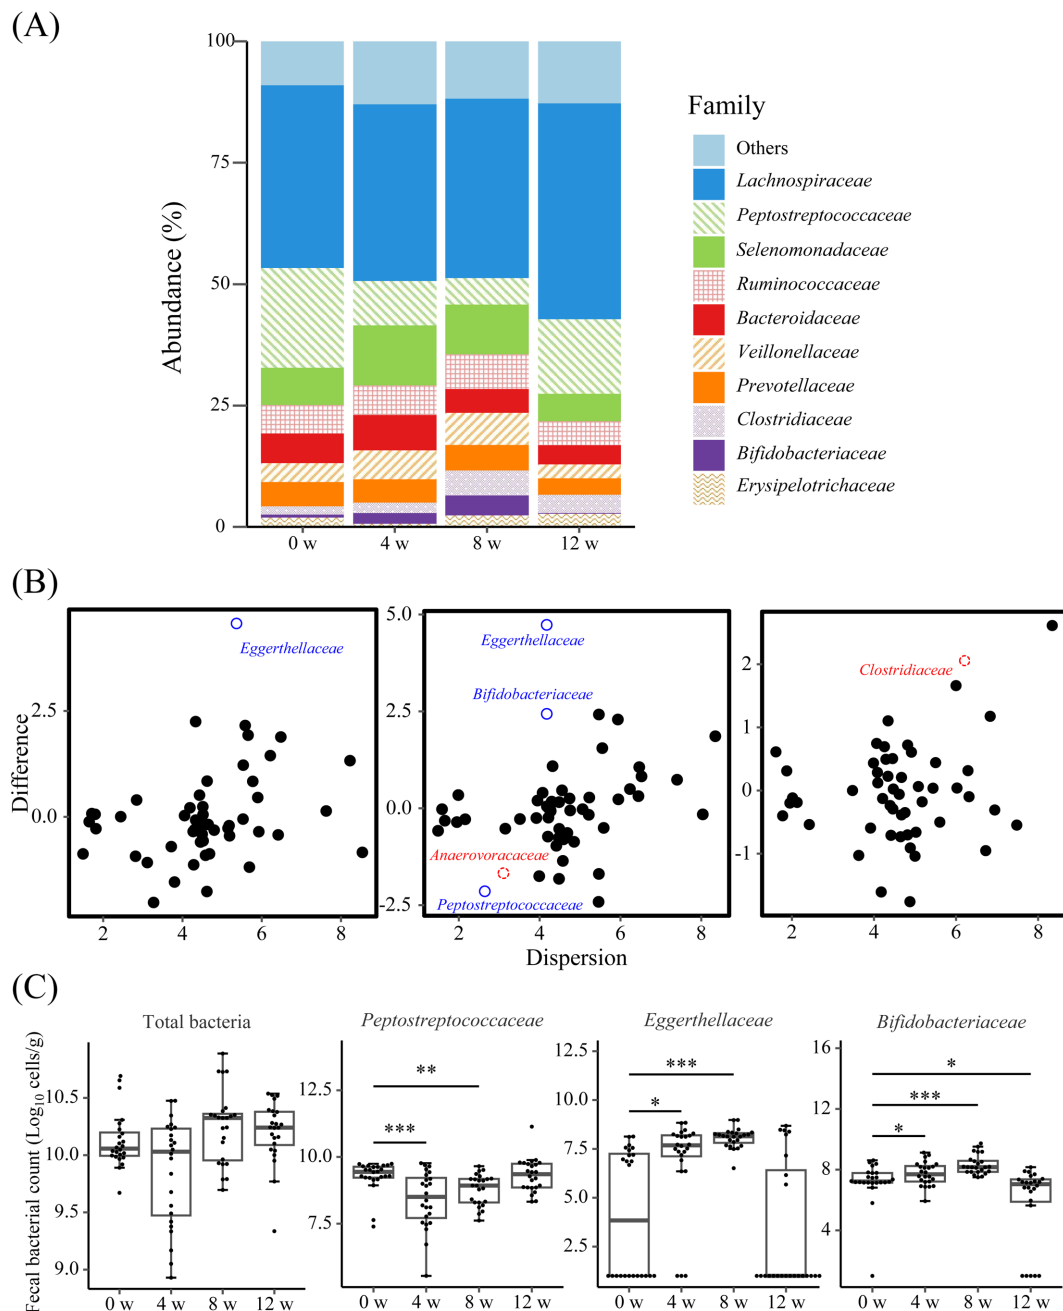 (A)
100
75
50
25
0
Abundance (%)
0 w
4 w
8 w
12 w
Family
Others
Lachnospiraceae
Peptostreptococcaceae
Selenomonadaceae
Ruminococcaceae
Bacteroidaceae
Veillonellaceae
Prevotellaceae
Clostridiaceae
Bifidobacteriaceae
Erysipelotrichaceae
(B)
Difference
2.5
0.0
Eggerthellaceae
2
4
6
8
5.0
2.5
0.0
-2.5
Eggerthellaceae
Bifidobacteriaceae
Anaerovoracaceae
Peptostreptococcaceae
2
4
6
8
2
0
-1
Clostridiaceae
2
4
6
8
Dispersion
(C)
Fecal bacterial count (Log10 cells/g)
Total bacteria
10.5
10.0
9.5
9.0
0 w
4 w
8 w
12 w
Peptostreptococcaceae
12.5
10.0
7.5
**
***
0 w
4 w
8 w
12 w
Eggerthellaceae
12.5
10.0
7.5
5.0
2.5
***
*
0 w
4 w
8 w
12 w
Bifidobacteriaceae
16
12
8
4
*
***
*
0 w
4 w
8 w
12 w